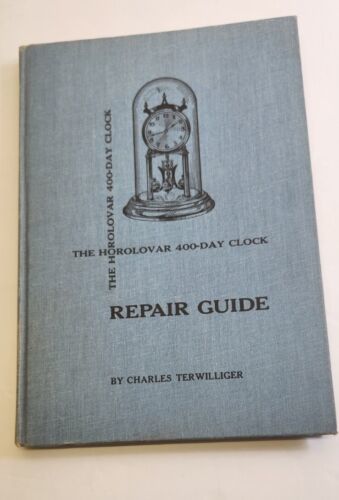 THE HOROLOVAR 400-DAY CLOCK
THE HOROLOVAR 400-DAY CLOCK
REPAIR GUIDE
BY CHARLES TERWILLIGER